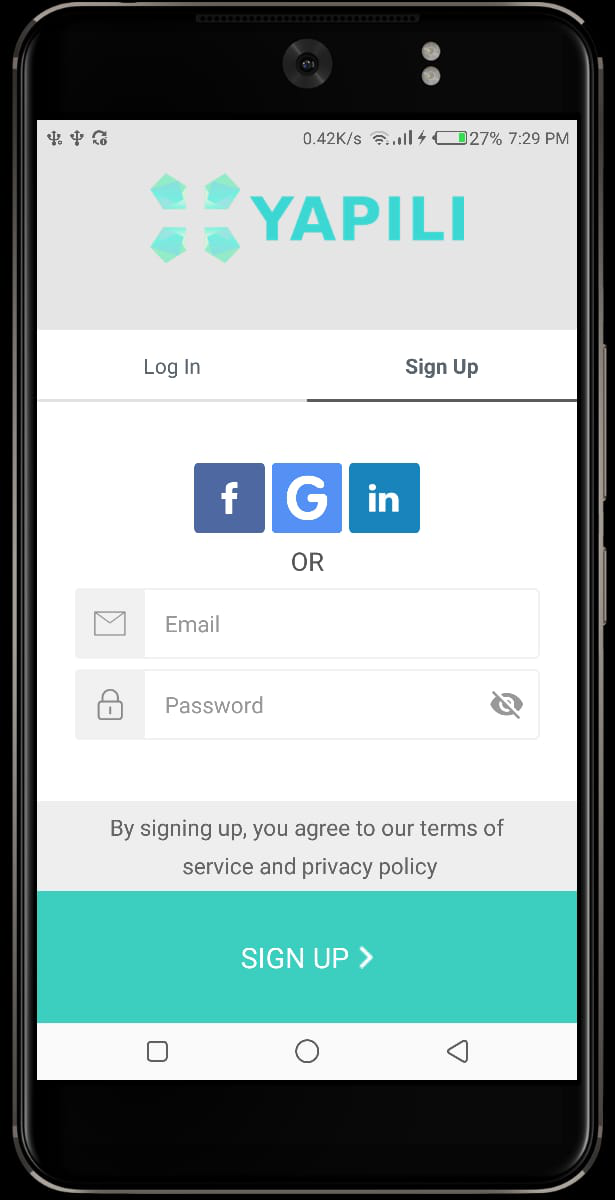 0.42K/s 27% 7:29 PM
YAPILI
Log In Sign Up
f G in
OR
Email
Password
By signing up, you agree to our terms of
service and privacy policy
SIGN UP